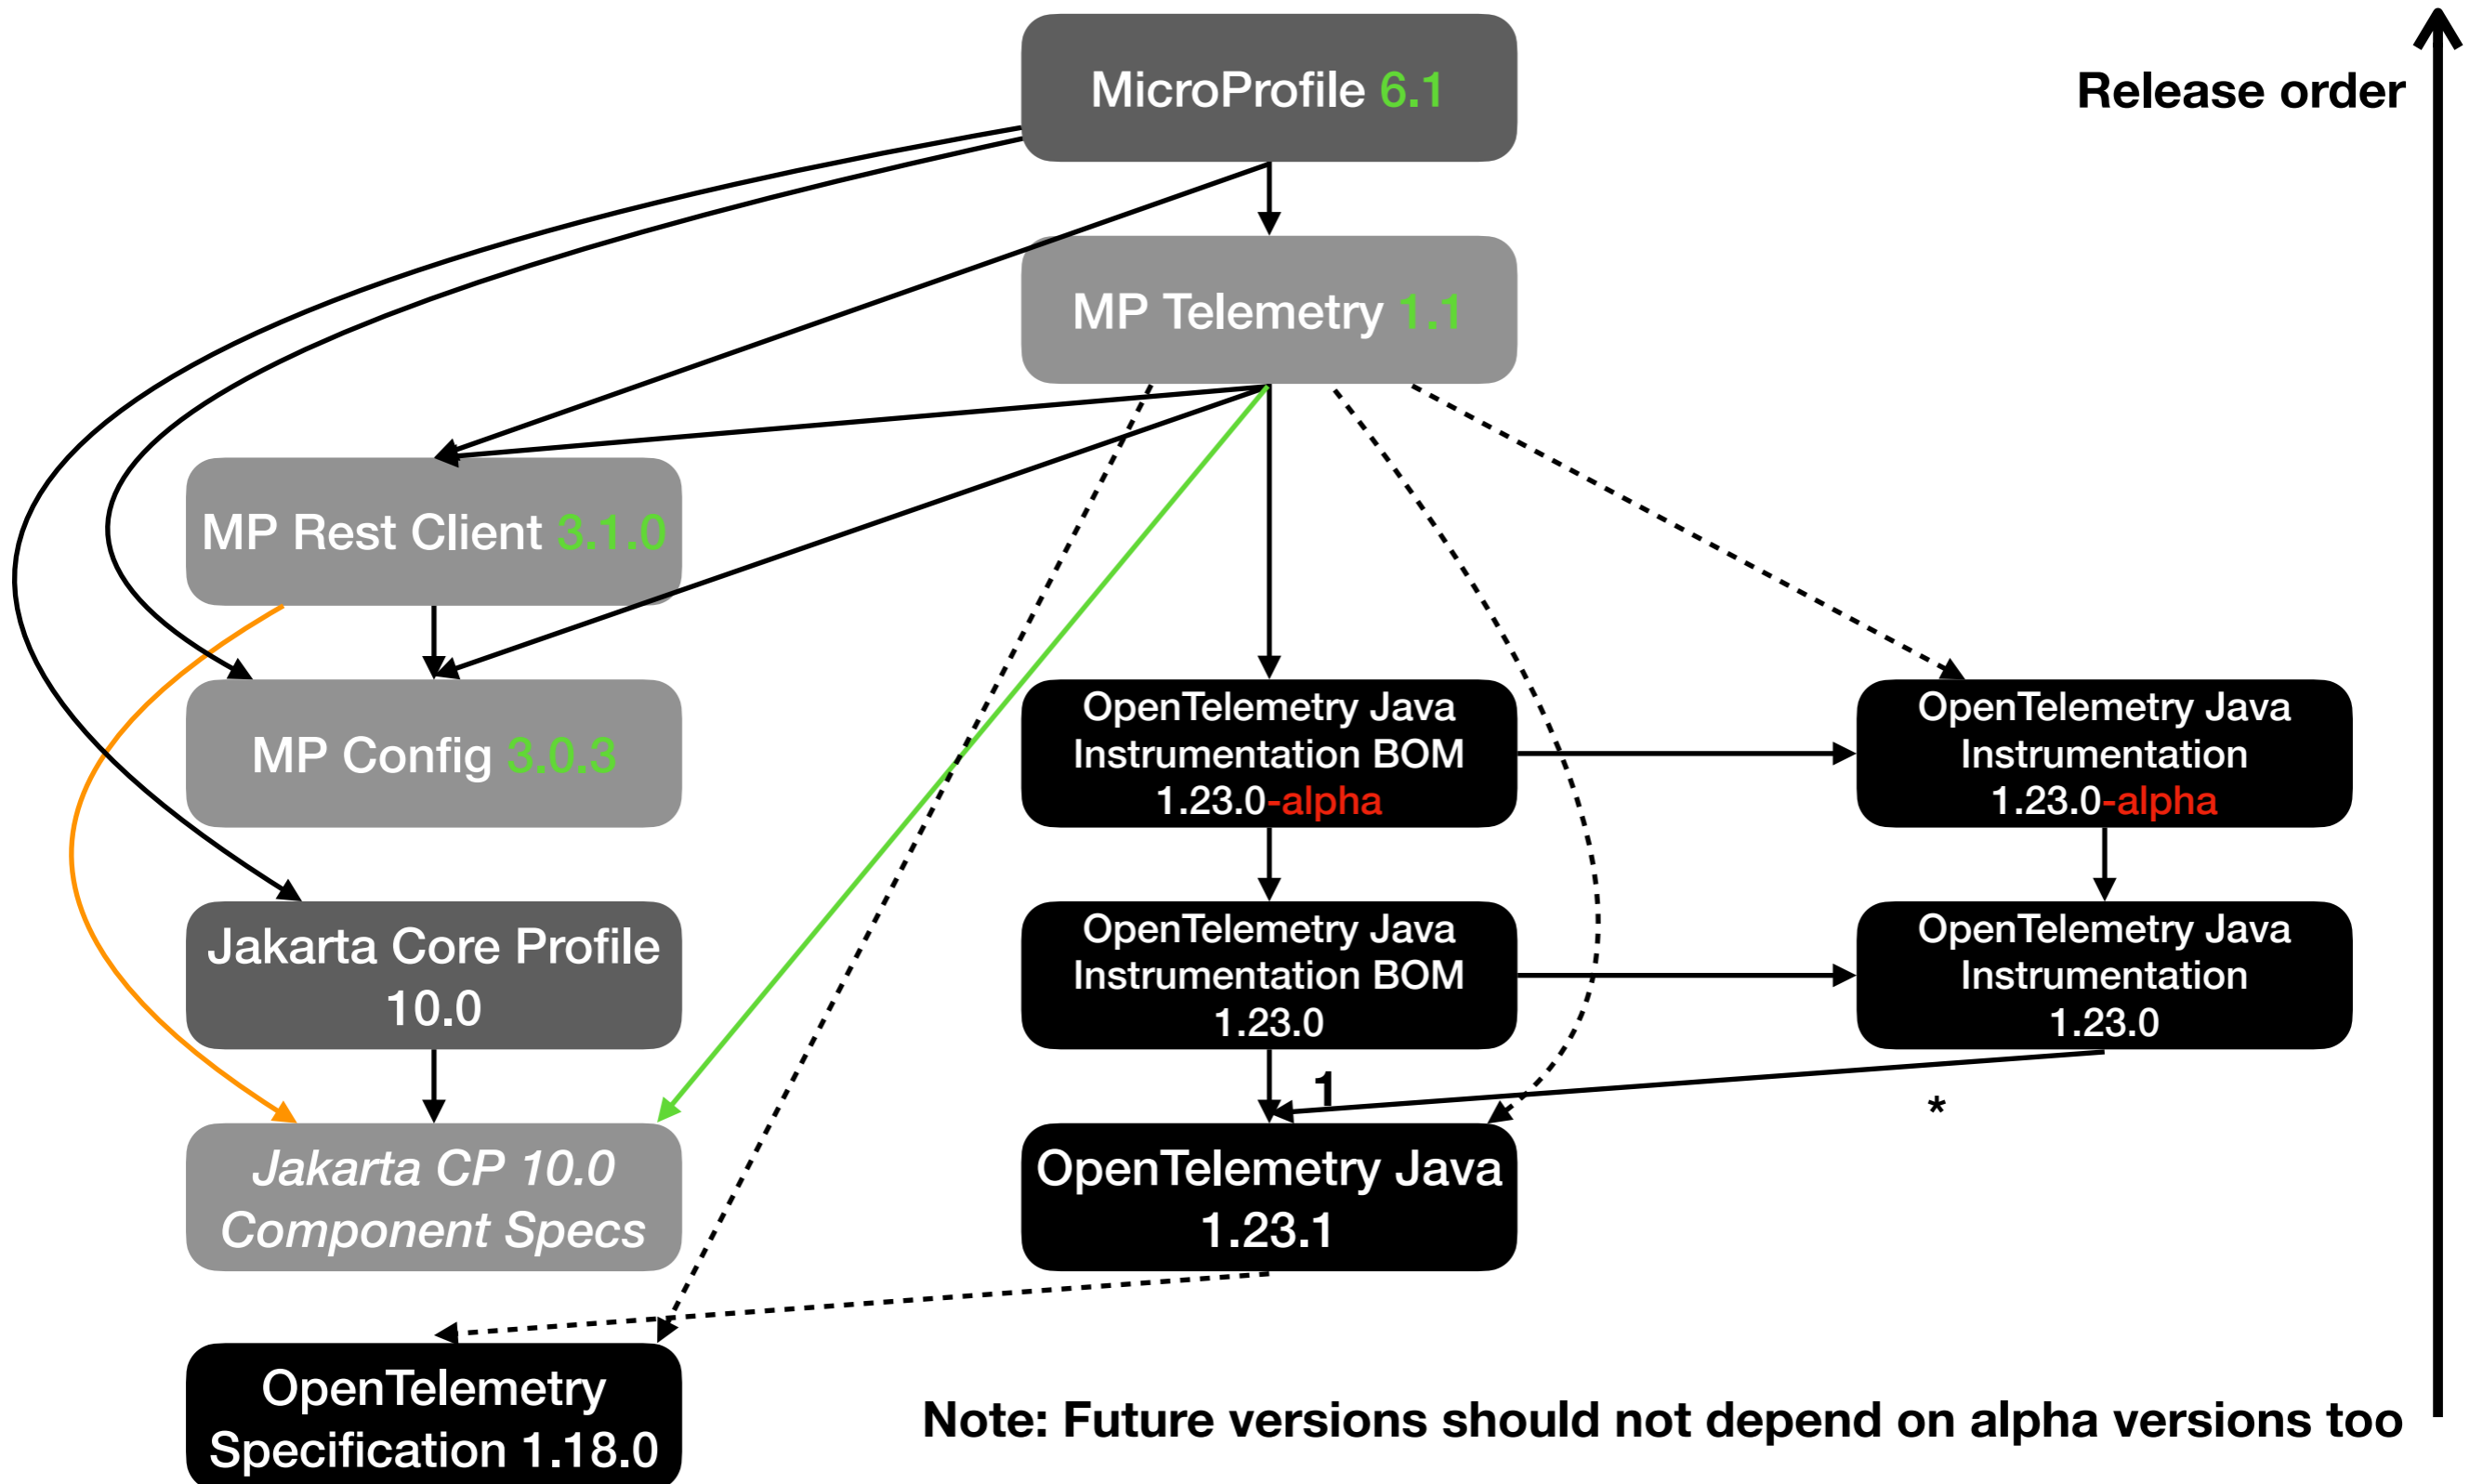 MicroProfile 6.1
Release order
MP Telemetry 1.1
MP Rest Client 3.1.0
MP Config 3.0.3
OpenTelemetry Java
Instrumentation BOM
1.23.0-alpha
OpenTelemetry Java
Instrumentation
1.23.0-alpha
Jakarta Core Profile
10.0
OpenTelemetry Java
Instrumentation BOM
1.23.0
OpenTelemetry Java
Instrumentation
1.23.0
1
*
Jakarta CP 10.0
Component Specs
OpenTelemetry Java
1.23.1
OpenTelemetry
Specification 1.18.0
Note: Future versions should not depend on alpha versions too